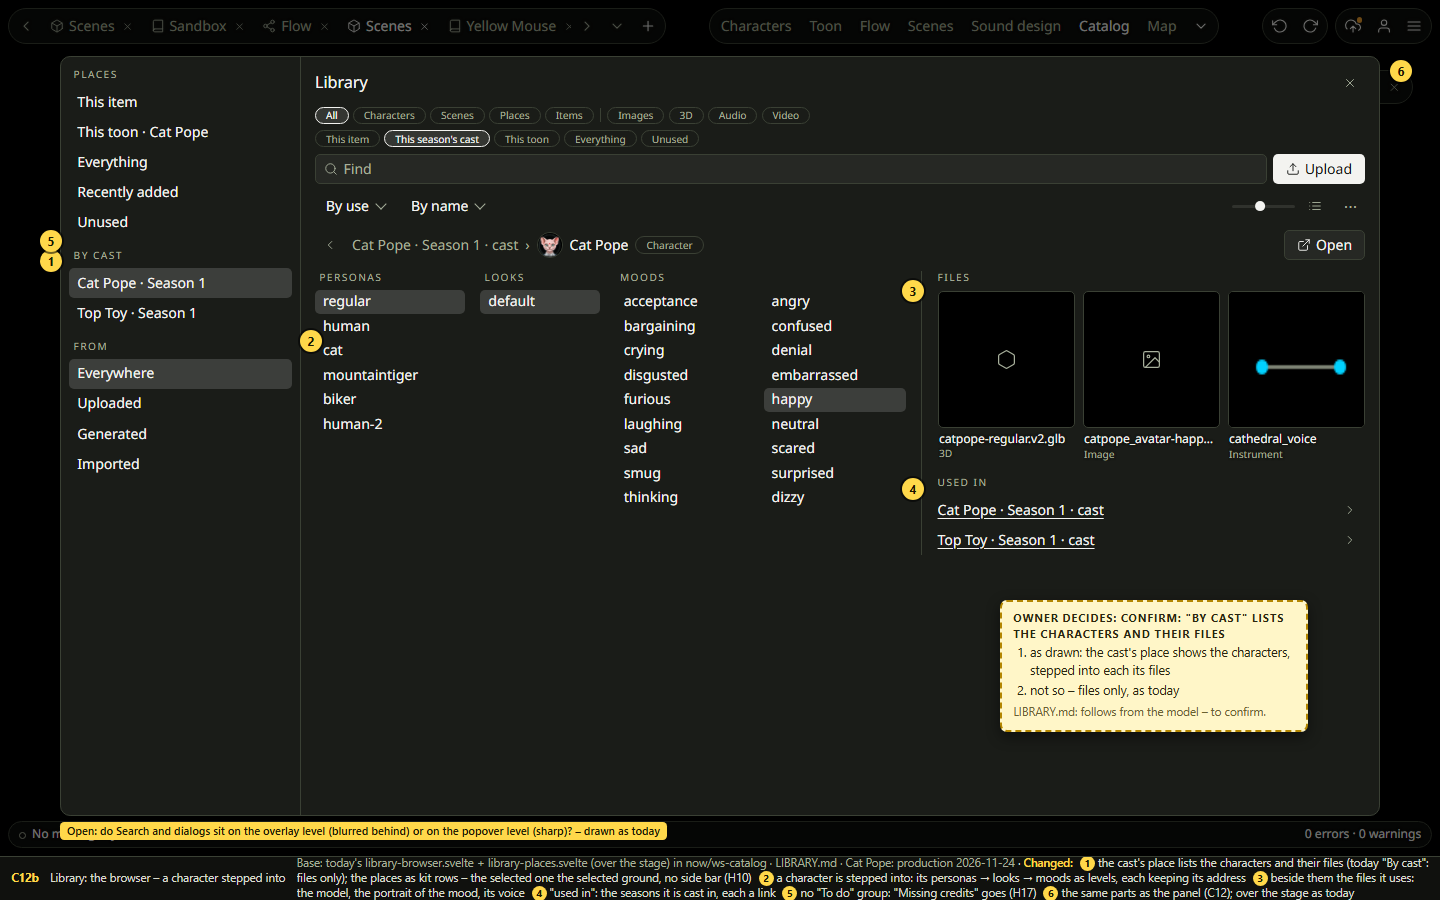 Scenes × Sandbox × Flow × Scenes × Yellow Mouse ×
Characters Toon Flow Scenes Sound design Catalog Map
PLACES
This item
This toon · Cat Pope
Everything
Recently added
Unused
BY CAST
Cat Pope · Season 1
Top Toy · Season 1
FROM
Everywhere
Uploaded
Generated
Imported
5
1
Library
6
All Characters Scenes Places Items Images 3D Audio Video
This item This season's cast This toon Everything Unused
Find
Upload
By use By name
Cat Pope · Season 1 · cast › Cat Pope Character
Open
PERSONAS
regular
human
cat
mountaintiger
biker
human-2
2
LOOKS
default
MOODS
acceptance angry
bargaining confused
crying denial
disgusted embarrassed
furious happy
laughing neutral
sad scared
smug surprised
thinking dizzy
3
FILES
catpope-regular.v2.glb
3D
catpope_avatar-happ...
Image
cathedral_voice
Instrument
4
USED IN
Cat Pope · Season 1 · cast
Top Toy · Season 1 · cast
OWNER DECIDES: CONFIRM: "BY CAST" LISTS
THE CHARACTERS AND THEIR FILES
1. as drawn: the cast's place shows the characters,
stepped into each its files
2. not so – files only, as today
LIBRARY.md: follows from the model – to confirm.
No
Open: do Search and dialogs sit on the overlay level (blurred behind) or on the popover level (sharp)? – drawn as today
0 errors · 0 warnings
C12b Library: the browser – a character stepped into
Base: today's library-browser.svelte + library-places.svelte (over the stage) in now/ws-catalog · LIBRARY.md · Cat Pope: production 2026-11-24 · Changed: 1 the cast's place lists the characters and their files (today "By cast":
files only); the places as kit rows – the selected one the selected ground, no side bar (H10) 2 a character is stepped into: its personas → looks → moods as levels, each keeping its address 3 beside them the files it uses:
the model, the portrait of the mood, its voice 4 "used in": the seasons it is cast in, each a link 5 no "To do" group: "Missing credits" goes (H17) 6 the same parts as the panel (C12); over the stage as today